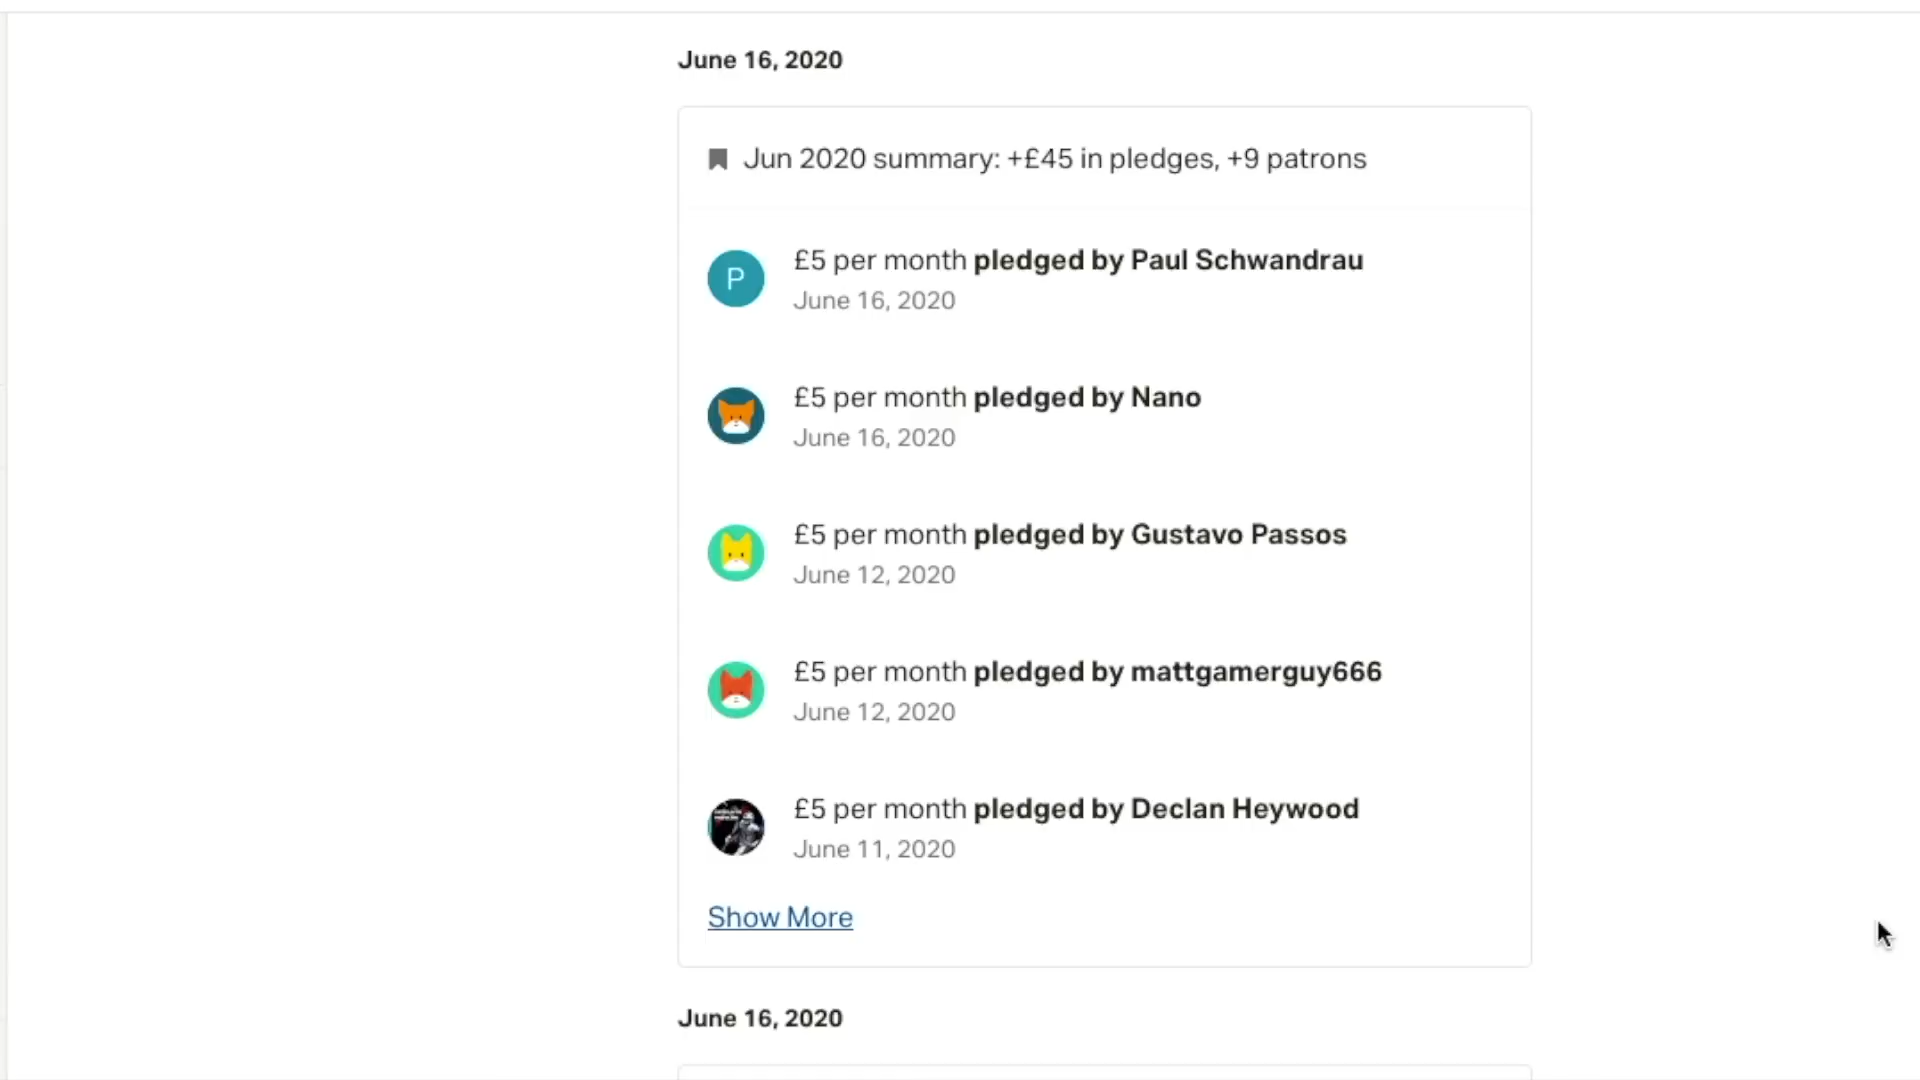 June 16, 2020
Jun 2020 summary: +£45 in pledges, +9 patrons
P
£5 per month pledged by Paul Schwandrau
June 16, 2020
£5 per month pledged by Nano
June 16, 2020
£5 per month pledged by Gustavo Passos
June 12, 2020
£5 per month pledged by mattgamerguy666
June 12, 2020
£5 per month pledged by Declan Heywood
June 11, 2020
Show More
June 16, 2020